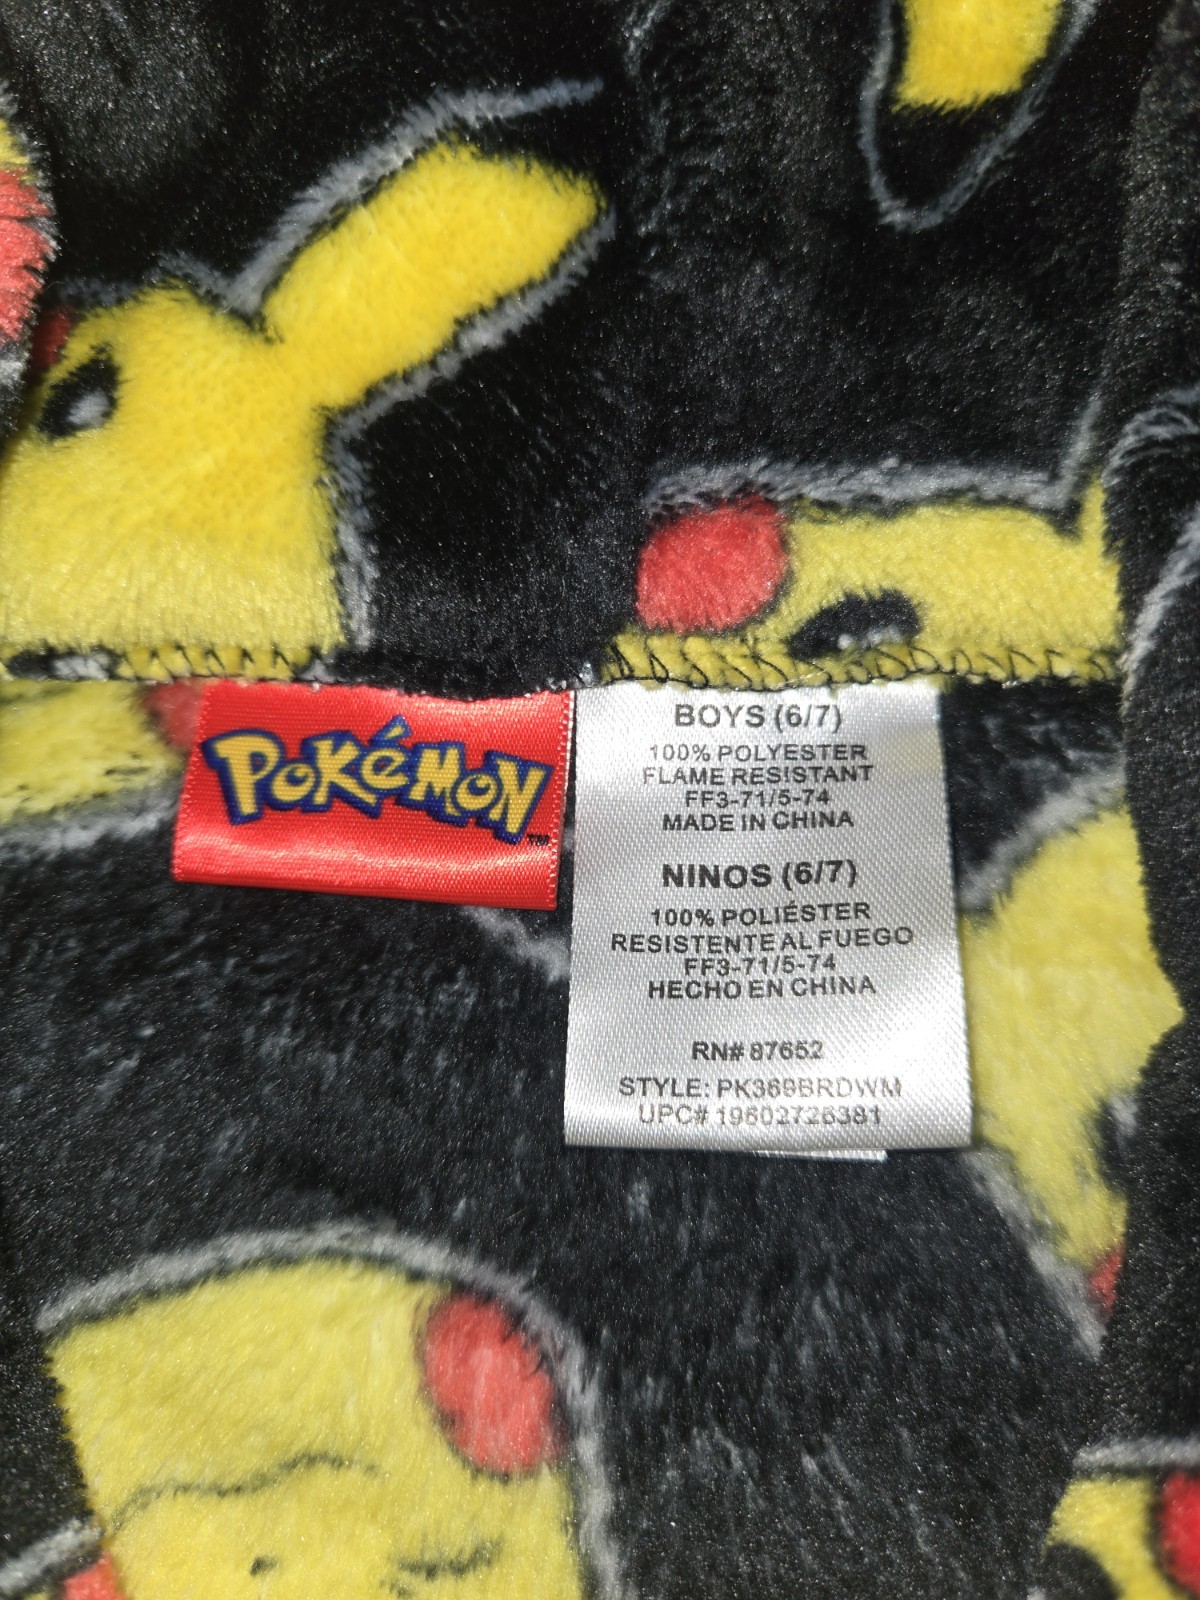 POKéMON™
BOYS (6/7)
100% POLYESTER
FLAME RESISTANT
FF3-71/5-74
MADE IN CHINA
NINOS (6/7)
100% POLIÉSTER
RESISTENTE AL FUEGO
FF3-71/5-74
HECHO EN CHINA
RN# 87652
STYLE: PK369BRDWM
UPC# 19602726381